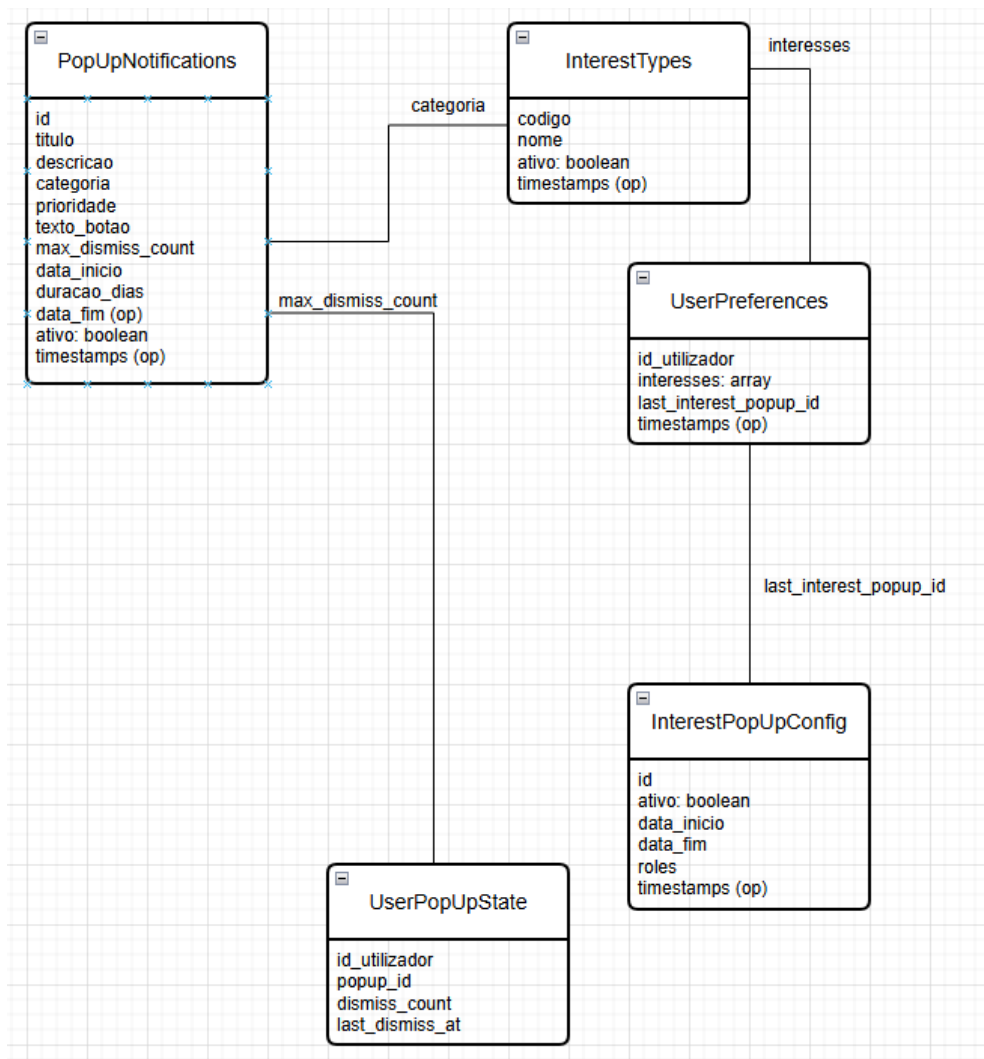 PopUpNotifications
id
titulo
descricao
categoria
prioridade
texto_botao
max_dismiss_count
data_inicio
duracao_dias
data_fim (op)
ativo: boolean
timestamps (op)
categoria
max_dismiss_count
InterestTypes
codigo
nome
ativo: boolean
timestamps (op)
interesses
UserPreferences
id_utilizador
interesses: array
last_interest_popup_id
timestamps (op)
last_interest_popup_id
InterestPopUpConfig
id
ativo: boolean
data_inicio
data_fim
roles
timestamps (op)
UserPopUpState
id_utilizador
popup_id
dismiss_count
last_dismiss_at